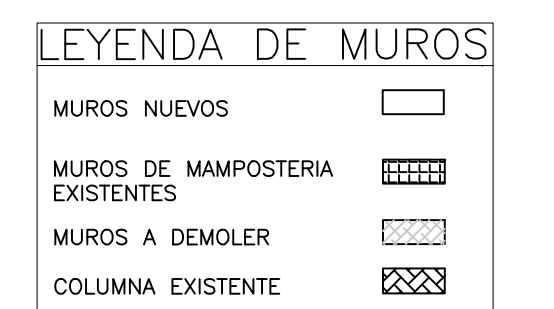 LEYENDA DE MUROS
MUROS NUEVOS
MUROS DE MAMPOSTERIA
EXISTENTES
MUROS A DEMOLER
COLUMNA EXISTENTE